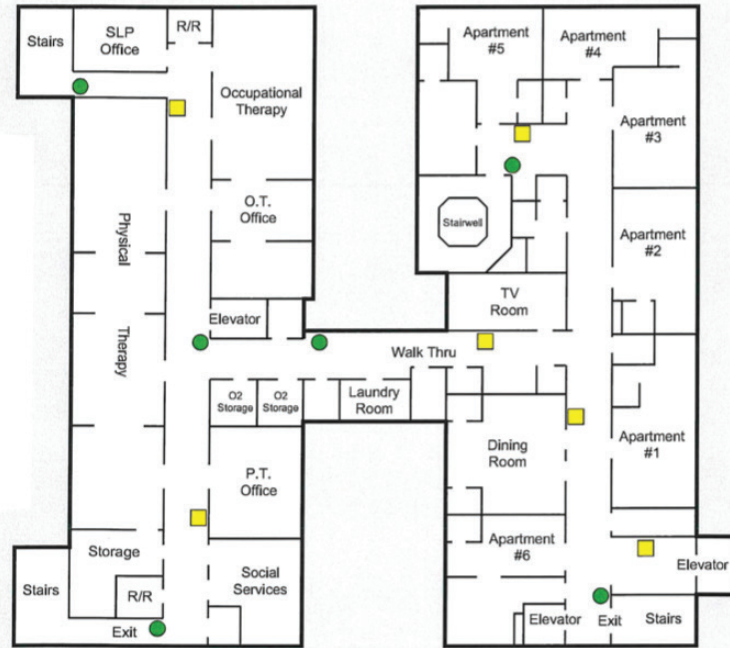 Stairs
SLP
Office
R/R
Occupational
Therapy
O.T.
Office
Physical
Therapy
Elevator
O2
Storage
O2
Storage
Laundry
Room
Walk Thru
P.T.
Office
Storage
R/R
Stairs
Exit
Social
Services
Apartment
#5
Apartment
#4
Apartment
#3
Stairwell
Apartment
#2
TV
Room
Apartment
#1
Dining
Room
Apartment
#6
Elevator
Elevator
Exit
Stairs